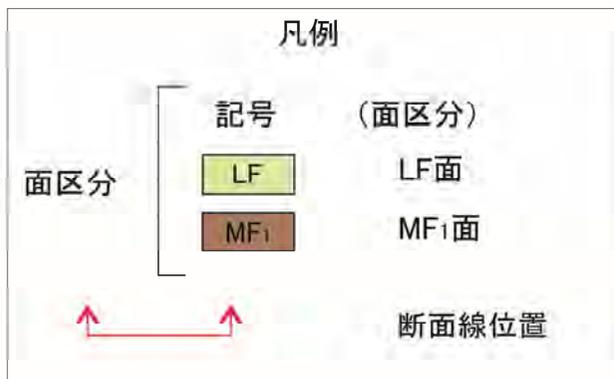 凡例
記号 (面区分)
面区分
LF LF面
MF1 MF1面
断面線位置